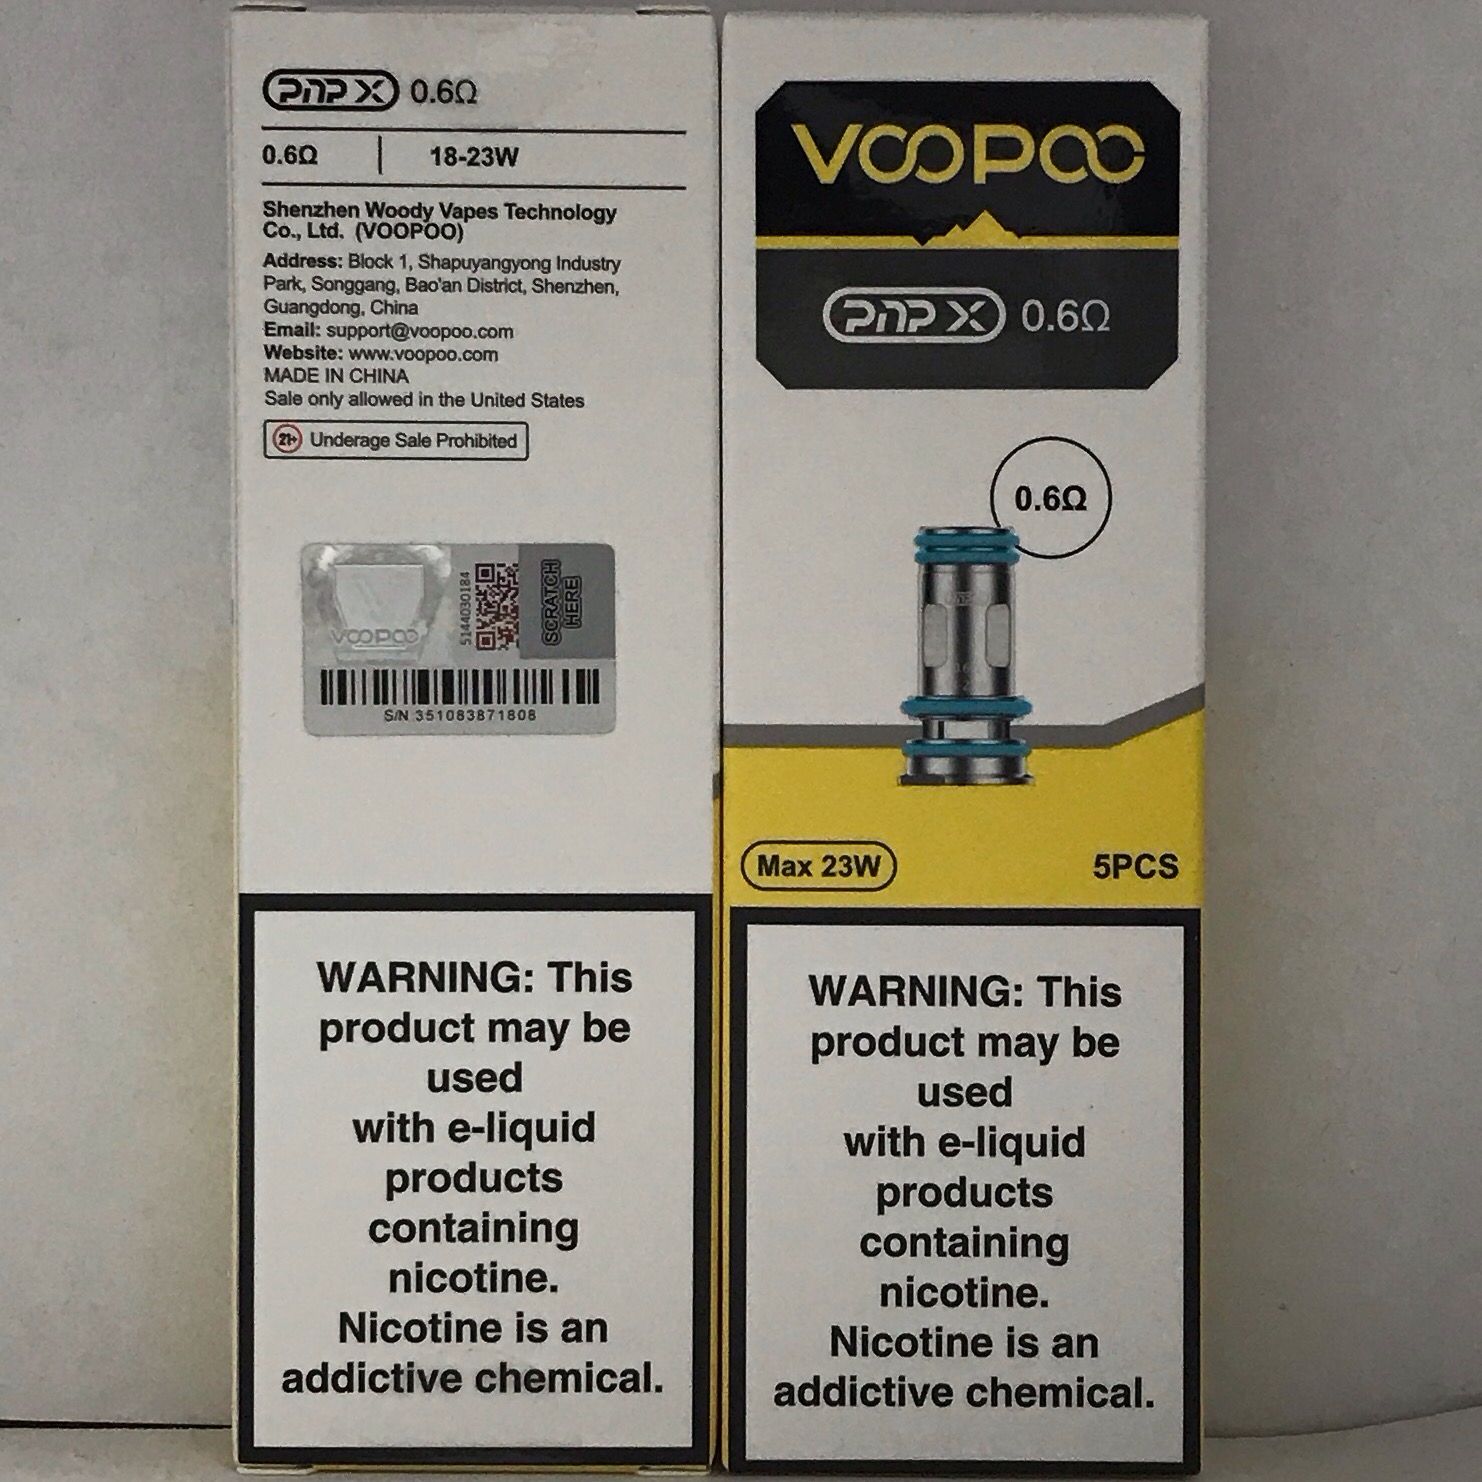 PNP X 0.6Ω
0.6Ω | 18-23W
Shenzhen Woody Vapes Technology
Co., Ltd. (VOOPOO)
Address: Block 1, Shapuyangyong Industry
Park, Songgang, Bao'an District, Shenzhen,
Guangdong, China
Email: support@voopoo.com
Website: www.voopoo.com
MADE IN CHINA
Sale only allowed in the United States
21+ Underage Sale Prohibited
VOOPOO
5144030184
SCRATCH
HERE
S/N 351083871808
WARNING: This
product may be
used
with e-liquid
products
containing
nicotine.
Nicotine is an
addictive chemical.
VOOPOO
PNP X 0.6Ω
0.6Ω
Max 23W
5PCS
WARNING: This
product may be
used
with e-liquid
products
containing
nicotine.
Nicotine is an
addictive chemical.